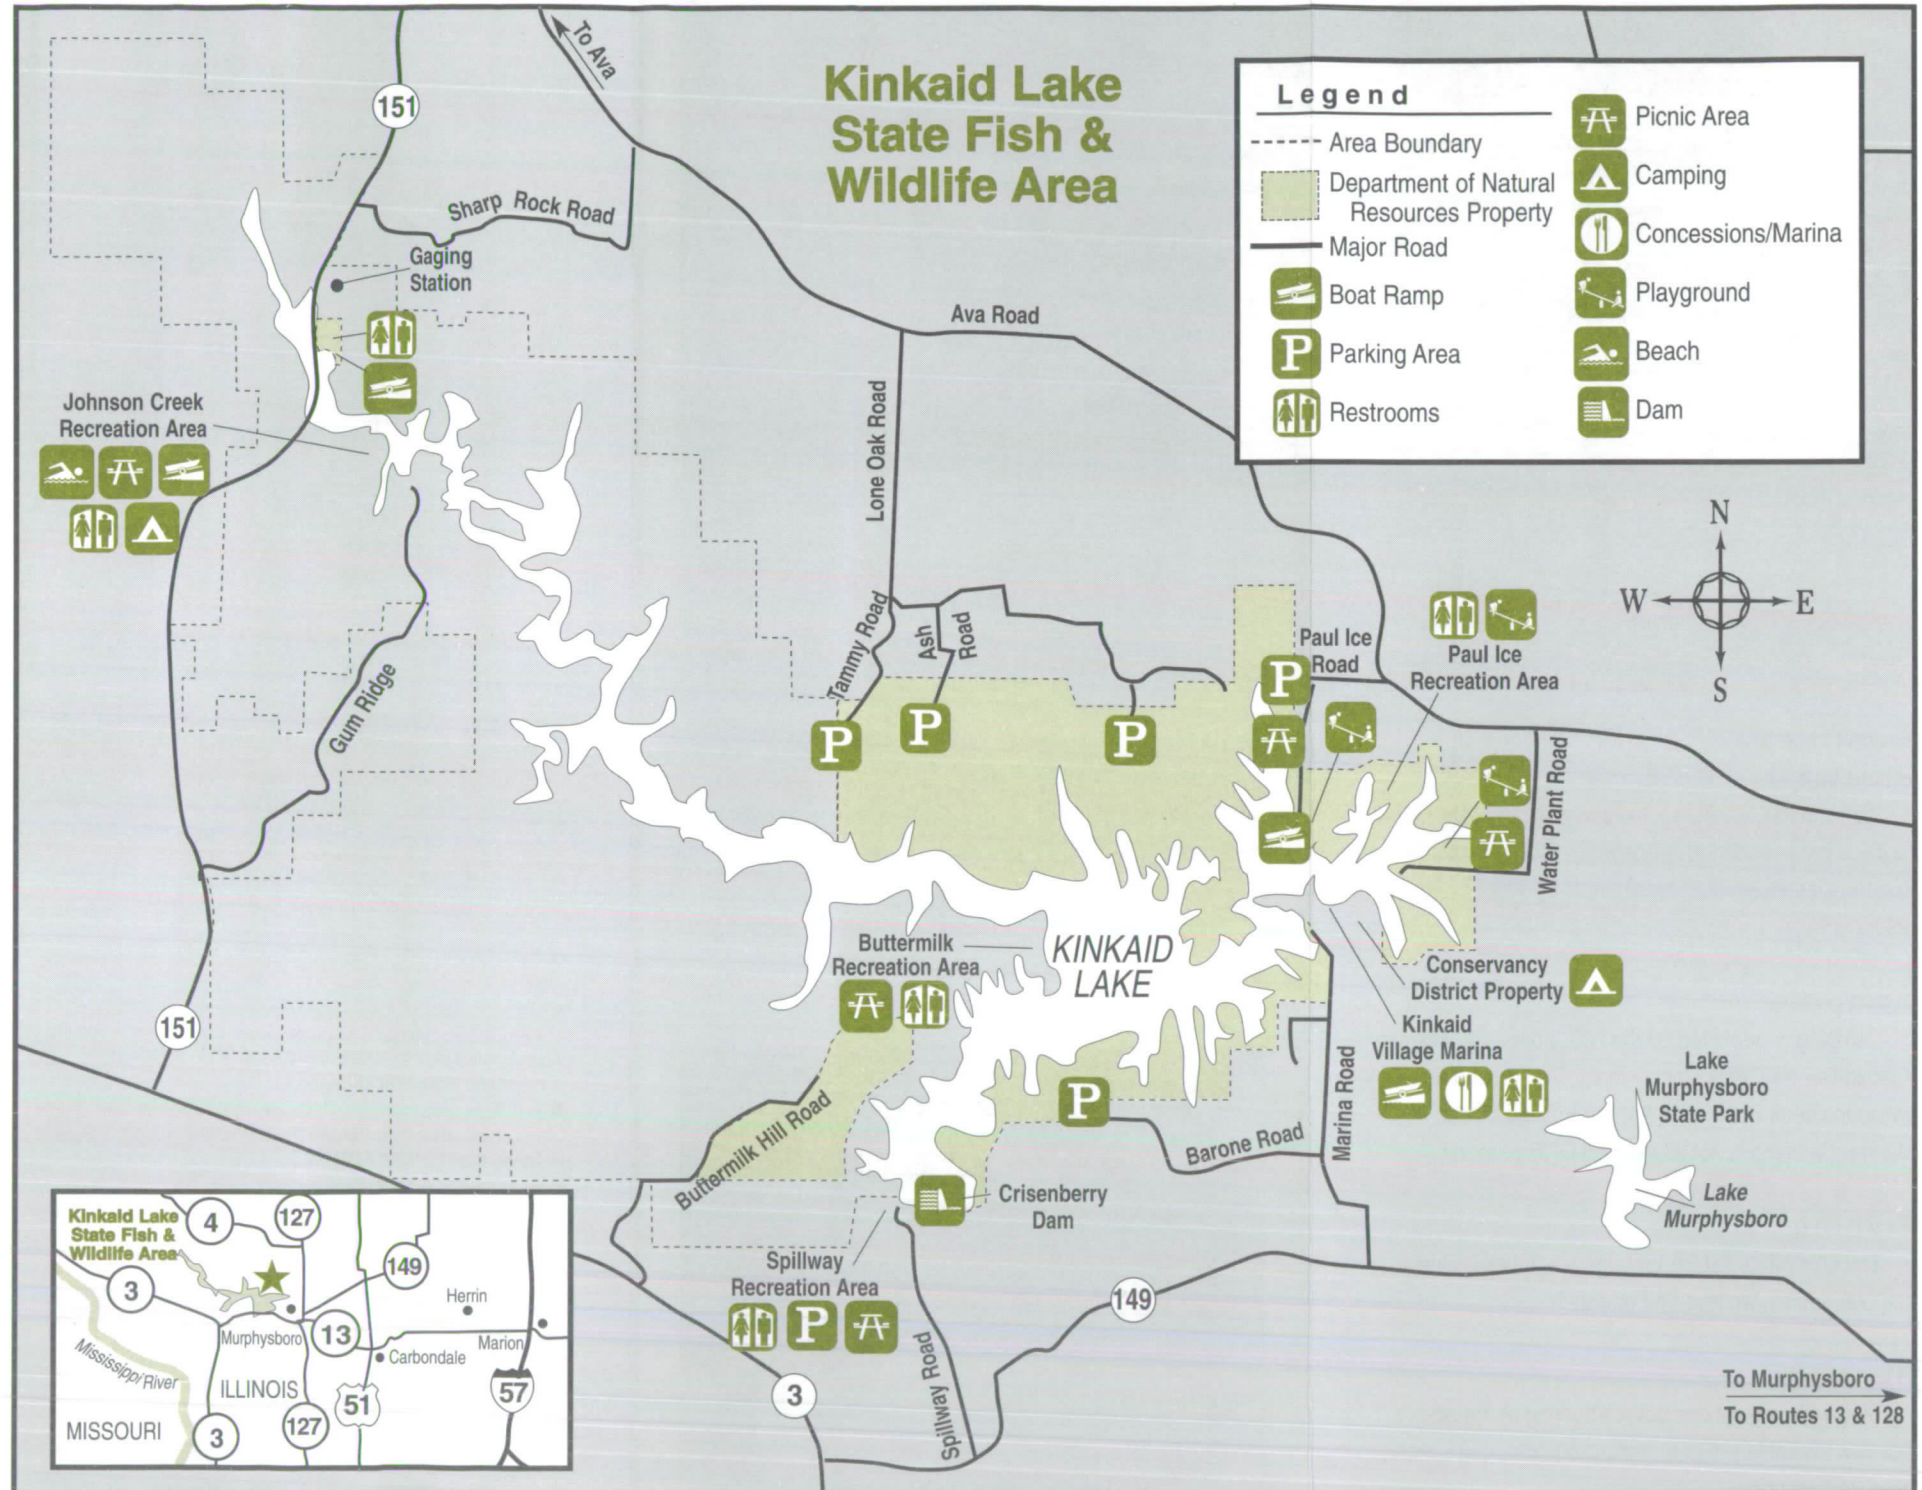 Kinkaid Lake
State Fish &
Wildlife Area
To Ava
151
Sharp Rock Road
Gaging
Station
Ava Road
Legend
Area Boundary
Department of Natural
Resources Property
Major Road
Boat Ramp
P
Parking Area
Restrooms
Picnic Area
Camping
Concessions/Marina
Playground
Beach
Dam
Johnson Creek
Recreation Area
Lone Oak Road
N
W
E
S
Tammy Road
Ash
Road
Paul Ice
Road
Paul Ice
Recreation Area
Gum Ridge
P
P
P
P
Water Plant Road
Buttermilk
Recreation Area
KINKAID
LAKE
Conservancy
District Property
Kinkaid
Village Marina
151
Marina Road
Lake
Murphysboro
State Park
P
Buttermilk Hill Road
Barone Road
Crisenberry
Dam
Lake
Murphysboro
Spillway
Recreation Area
P
149
3
Spillway Road
To Murphysboro
To Routes 13 & 128
Kinkaid Lake
State Fish &
Wildlife Area
4
127
149
3
Herrin
Murphysboro
13
Marion
Carbondale
Mississippi River
ILLINOIS
51
57
MISSOURI
3
127